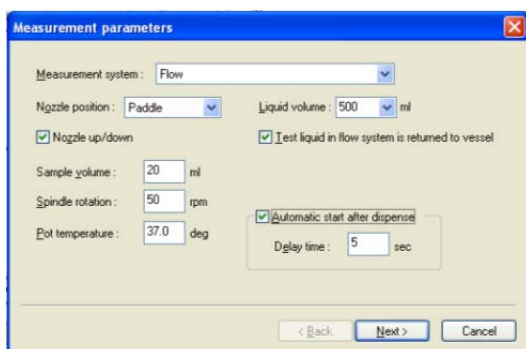 Measurement parameters
Measurement system : Flow
Nozzle position : Paddle Liquid volume : 500 ml
Nozzle up/down Test liquid in flow system is returned to vessel
Sample volume : 20 ml
Spindle rotation : 50 rpm
Automatic start after dispense
Pot temperature : 37.0 deg
Delay time : 5 sec
< Back Next > Cancel